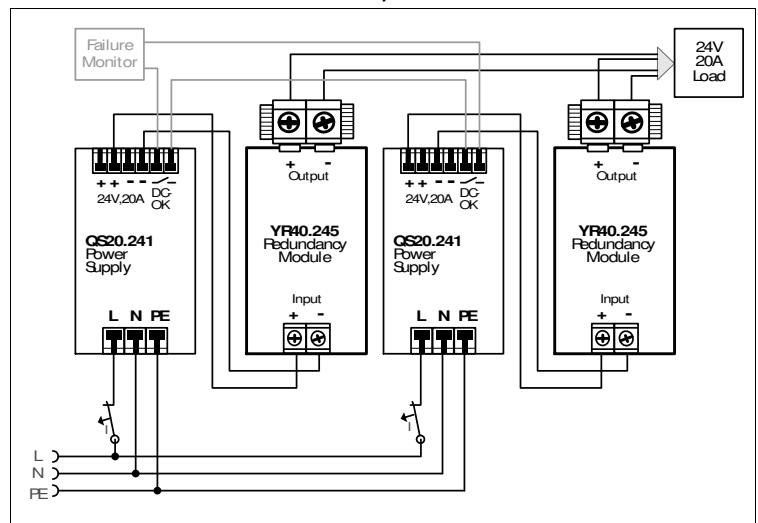 Failure
Monitor
24V
20A
Load
+ + - -
24V,20A
DC-
OK
QS20.241
Power
Supply
L N PE
+ -
Output
YR40.245
Redundancy
Module
Input
+ -
+ + - -
24V,20A
DC-
OK
QS20.241
Power
Supply
L N PE
+ -
Output
YR40.245
Redundancy
Module
Input
+ -
I
I
L
N
PE